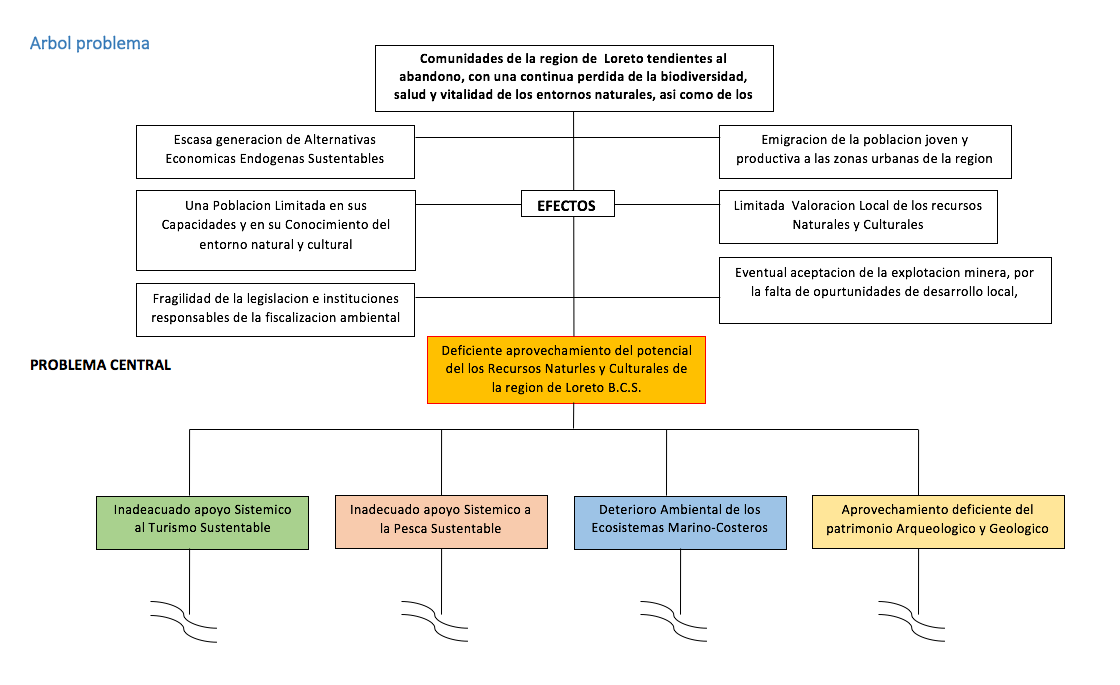 Arbol problema
Comunidades de la region de  Loreto tendientes al
abandono, con una continua perdida de la biodiversidad,
salud y vitalidad de los entornos naturales, asi como de los
Escasa generacion de Alternativas
Economicas Endogenas Sustentables
Emigracion de la poblacion joven y
productiva a las zonas urbanas de la region
Una Poblacion Limitada en sus
Capacidades y en su Conocimiento del
entorno natural y cultural
EFECTOS
Limitada  Valoracion Local de los recursos
Naturales y Culturales
Fragilidad de la legislacion e instituciones
responsables de la fiscalizacion ambiental
Eventual aceptacion de la explotacion minera, por
la falta de opurtunidades de desarrollo local,
PROBLEMA CENTRAL
Deficiente aprovechamiento del potencial
del los Recursos Naturles y Culturales de
la region de Loreto B.C.S.
Inadeacuado apoyo Sistemico
al Turismo Sustentable
Inadecuado apoyo Sistemico a
la Pesca Sustentable
Deterioro Ambiental de los
Ecosistemas Marino-Costeros
Aprovechamiento deficiente del
patrimonio Arqueologico y Geologico